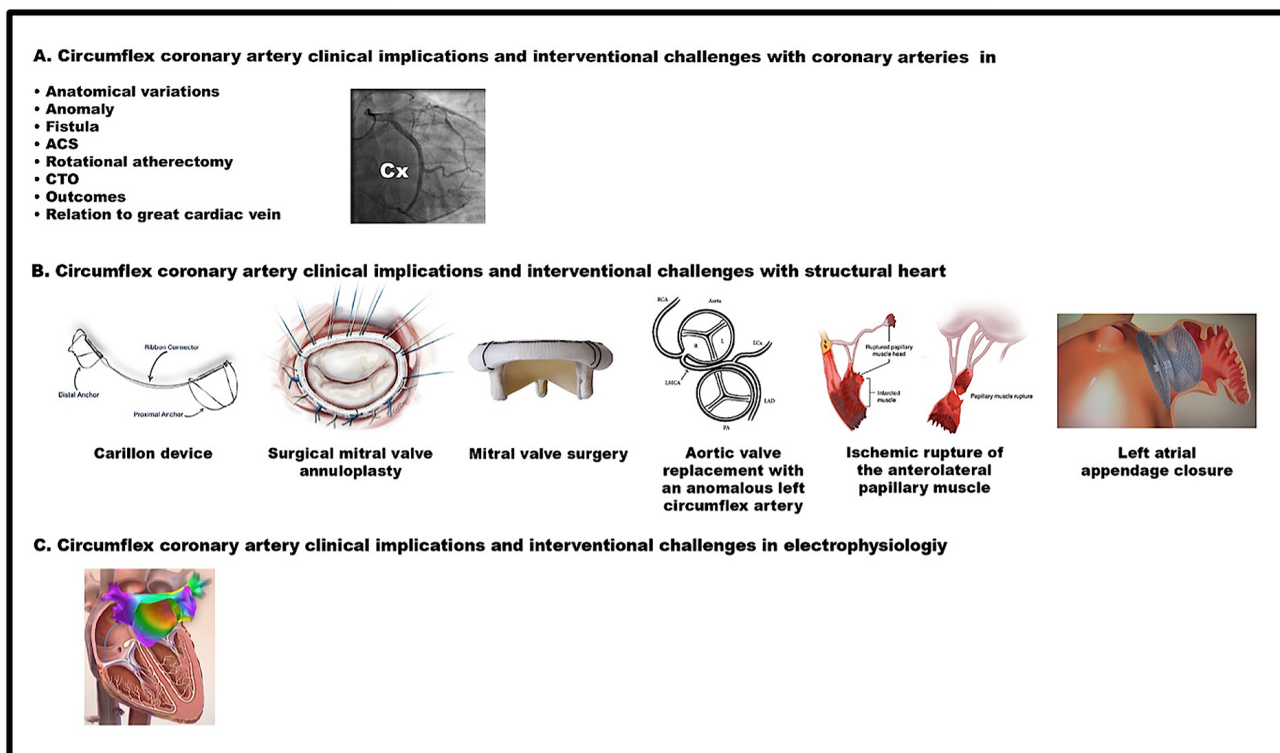 A. Circumflex coronary artery clinical implications and interventional challenges with coronary arteries in
• Anatomical variations
• Anomaly
• Fistula
• ACS
• Rotational atherectomy
• CTO
• Outcomes
• Relation to great cardiac vein
Cx
B. Circumflex coronary artery clinical implications and interventional challenges with structural heart
Ribbon Connector
Distal Anchor
Proximal Anchor
Carillon device
Surgical mitral valve
annuloplasty
Mitral valve surgery
RCA
Aorta
R
L
LCx
LMCA
LAD
PA
Aortic valve
replacement with
an anomalous left
circumflex artery
Ruptured papillary
muscle head
Infarcted
muscle
Papillary muscle rupture
Ischemic rupture of
the anterolateral
papillary muscle
Left atrial
appendage closure
C. Circumflex coronary artery clinical implications and interventional challenges in electrophysiologiy